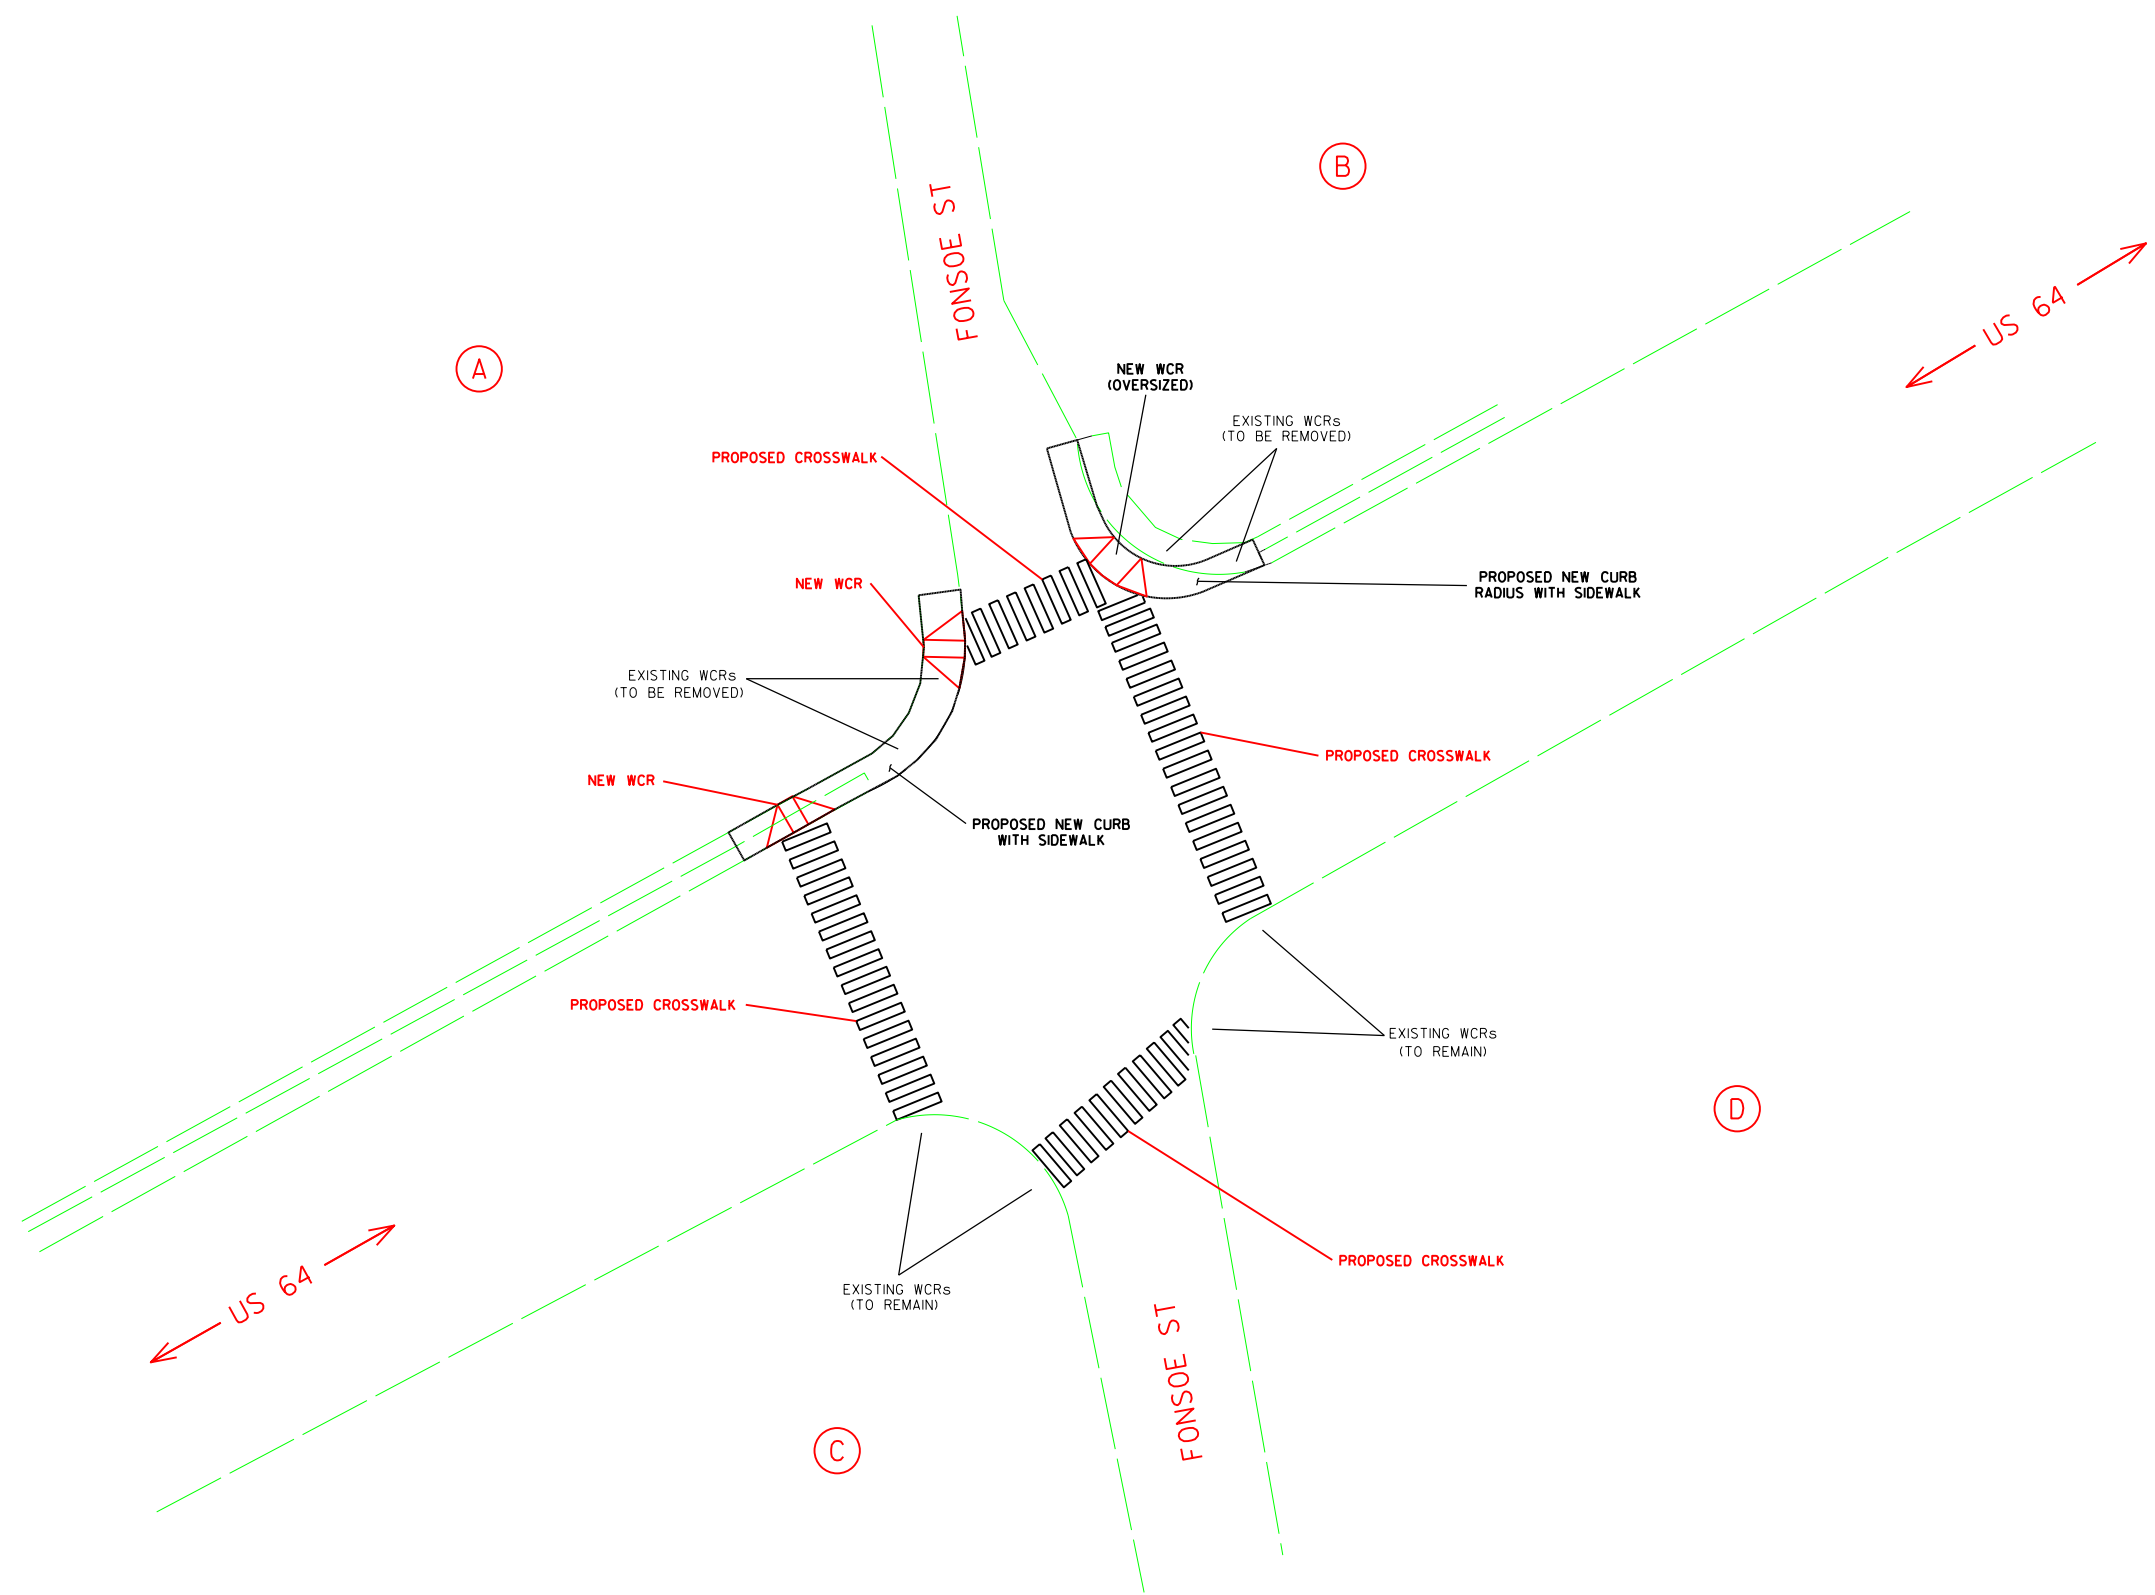 B
FONSOE ST
US 64
A
NEW WCR
(OVERSIZED)
EXISTING WCRs
(TO BE REMOVED)
PROPOSED CROSSWALK
NEW WCR
PROPOSED NEW CURB
RADIUS WITH SIDEWALK
EXISTING WCRs
(TO BE REMOVED)
PROPOSED CROSSWALK
NEW WCR
PROPOSED NEW CURB
WITH SIDEWALK
PROPOSED CROSSWALK
EXISTING WCRs
(TO REMAIN)
D
PROPOSED CROSSWALK
US 64
EXISTING WCRs
(TO REMAIN)
FONSOE ST
C